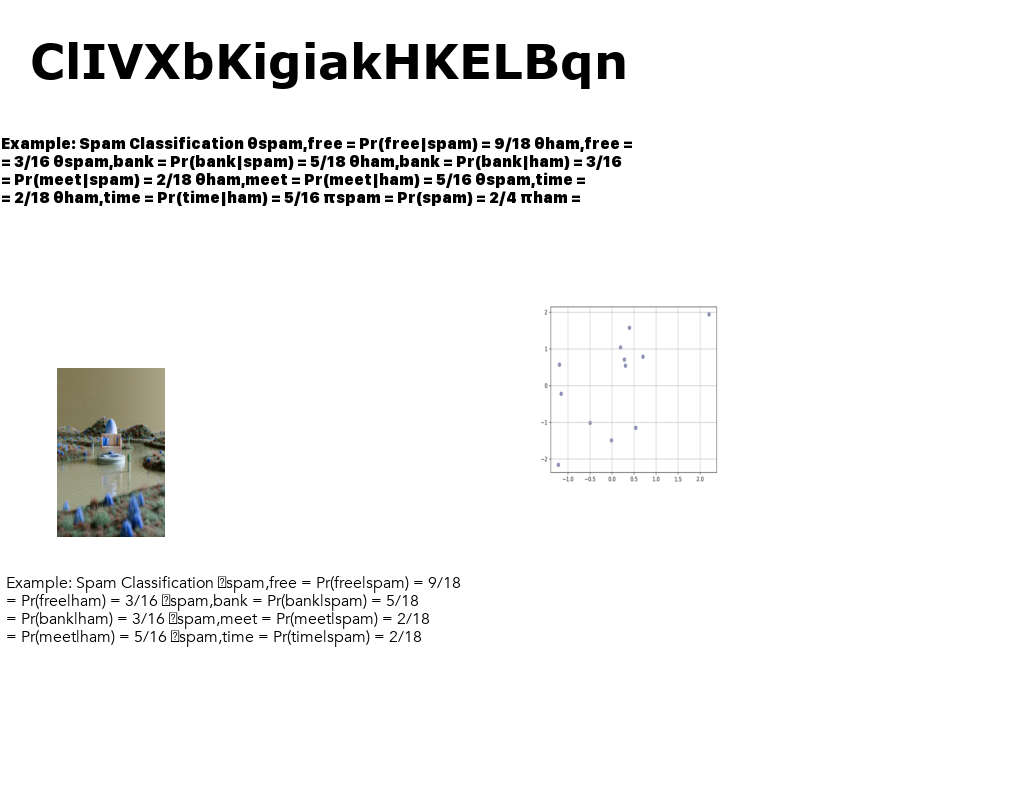 ClIVXbKigiakHKELBqn
Example: Spam Classification θspam,free = Pr(free|spam) = 9/18 θham,free =
= 3/16 θspam,bank = Pr(bank|spam) = 5/18 θham,bank = Pr(bank|ham) = 3/16
= Pr(meet|spam) = 2/18 θham,meet = Pr(meet|ham) = 5/16 θspam,time =
= 2/18 θham,time = Pr(time|ham) = 5/16 πspam = Pr(spam) = 2/4 πham =
2
1
0
−1
−2
−1.0 −0.5 0.0 0.5 1.0 1.5 2.0
Example: Spam Classification spam,free = Pr(free|spam) = 9/18
= Pr(free|ham) = 3/16 spam,bank = Pr(bank|spam) = 5/18
= Pr(bank|ham) = 3/16 spam,meet = Pr(meet|spam) = 2/18
= Pr(meet|ham) = 5/16 spam,time = Pr(time|spam) = 2/18